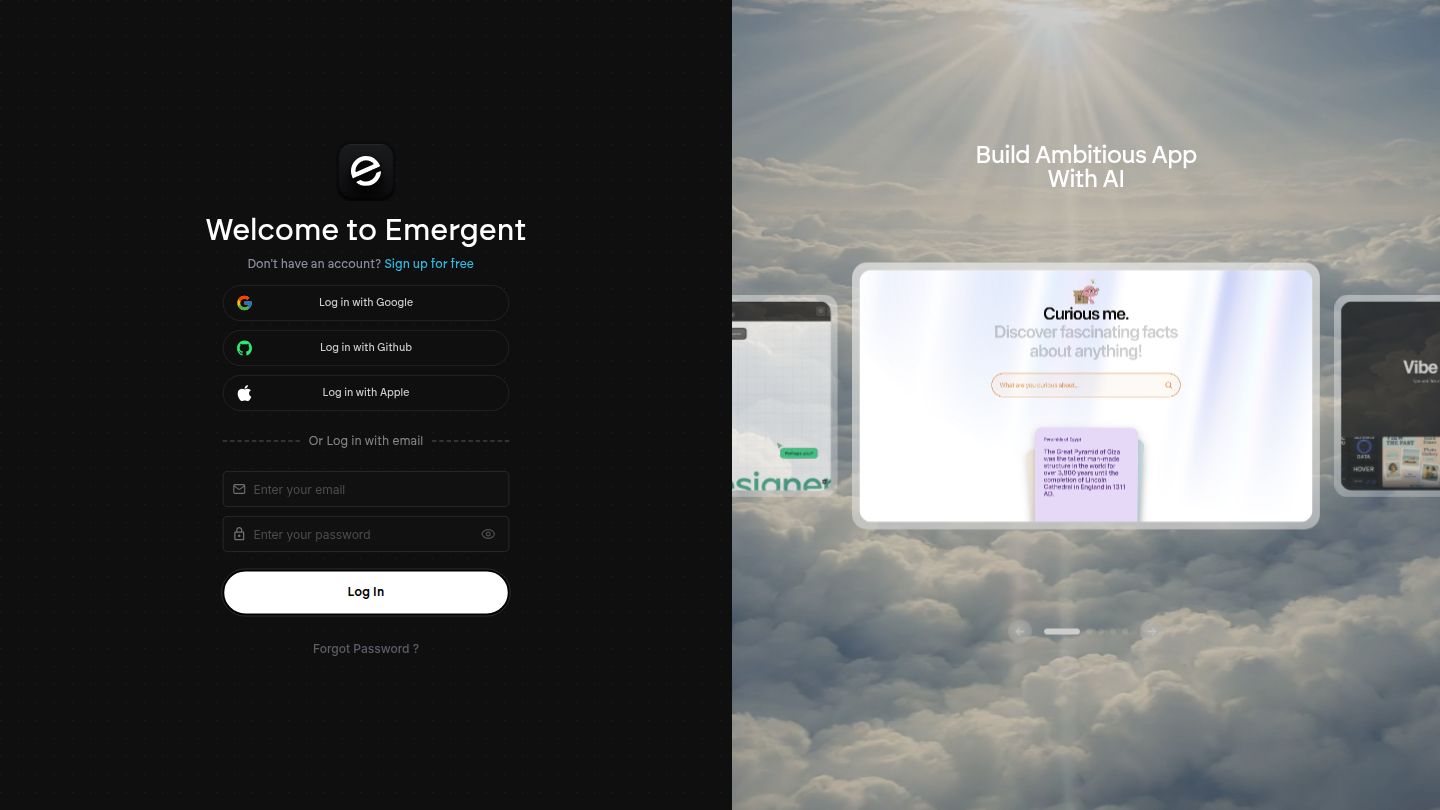 Welcome to Emergent
Don't have an account? Sign up for free
Log in with Google
Log in with Github
Log in with Apple
Or Log in with email
Enter your email
Enter your password
Log In
Forgot Password ?
Build Ambitious App
With AI
Perhaps you?
esigner
Curious me.
Discover fascinating facts
about anything!
What are you curious about...
Pyramids of Egypt
The Great Pyramid of Giza
was the tallest man-made
structure in the world for
over 3,800 years until the
completion of Lincoln
Cathedral in England in 1311
AD.
Vibe
THE PAST
DATA
HOVER